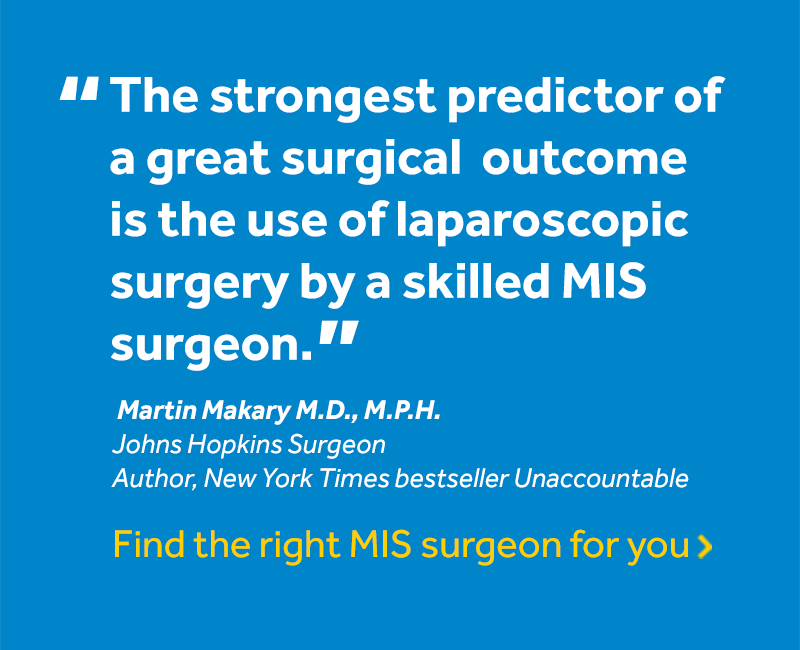 "The strongest predictor of
a great surgical outcome
is the use of laparoscopic
surgery by a skilled MIS
surgeon."
Martin Makary M.D., M.P.H.
Johns Hopkins Surgeon
Author, New York Times bestseller Unaccountable
Find the right MIS surgeon for you >